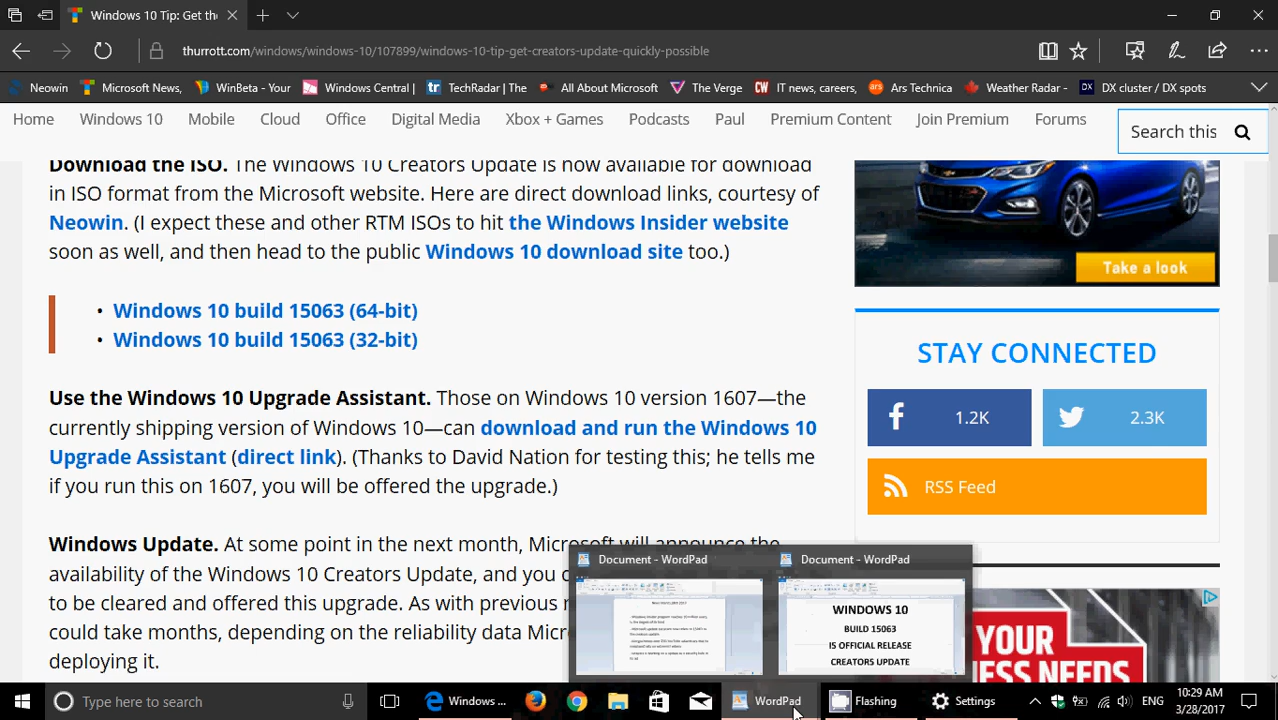 Windows 10 Tip: Get the
thurrott.com/windows/windows-10/107899/windows-10-tip-get-creators-update-quickly-possible
Neowin
Microsoft News,
WinBeta - Your
Windows Central |
TechRadar | The
All About Microsoft
The Verge
IT news, careers,
Ars Technica
Weather Radar -
DX cluster / DX spots
Home
Windows 10
Mobile
Cloud
Office
Digital Media
Xbox + Games
Podcasts
Paul
Premium Content
Join Premium
Forums
Search this
Download the ISO. The Windows 10 Creators Update is now available for download
in ISO format from the Microsoft website. Here are direct download links, courtesy of
Neowin. (I expect these and other RTM ISOs to hit the Windows Insider website
soon as well, and then head to the public Windows 10 download site too.)
• Windows 10 build 15063 (64-bit)
• Windows 10 build 15063 (32-bit)
Use the Windows 10 Upgrade Assistant. Those on Windows 10 version 1607—the
currently shipping version of Windows 10—can download and run the Windows 10
Upgrade Assistant (direct link). (Thanks to David Nation for testing this; he tells me
if you run this on 1607, you will be offered the upgrade.)
Windows Update. At some point in the next month, Microsoft will announce the
availability of the Windows 10 Creators Update, and you c
to be cleared and offered this upgrade. As with previous r
could take months, depending on the reliability data Micr
deploying it.
Take a look
STAY CONNECTED
1.2K
2.3K
RSS Feed
YOUR
NESS NEEDS
Document - WordPad
Document - WordPad
WINDOWS 10
BUILD 15063
IS OFFICIAL RELEASE
CREATORS UPDATE
Type here to search
Windows ...
WordPad
Flashing
Settings
ENG
10:29 AM
3/28/2017